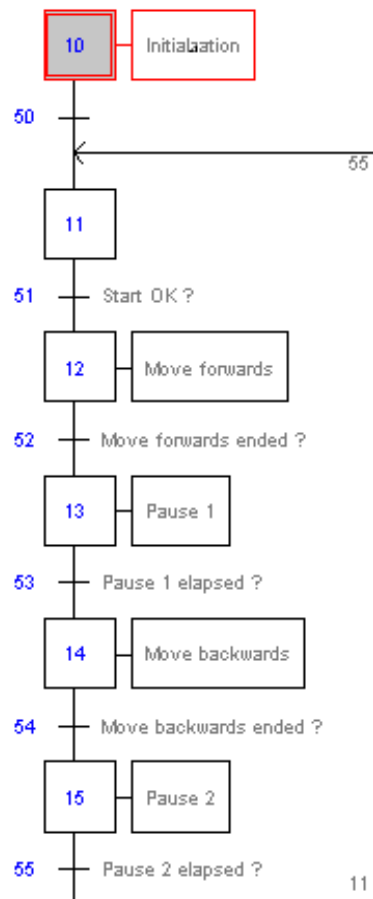 10 Initialaation
50
55
11
51 Start OK ?
12 Move forwards
52 Move forwards ended ?
13 Pause 1
53 Pause 1 elapsed ?
14 Move backwards
54 Move backwards ended ?
15 Pause 2
55 Pause 2 elapsed ?
11